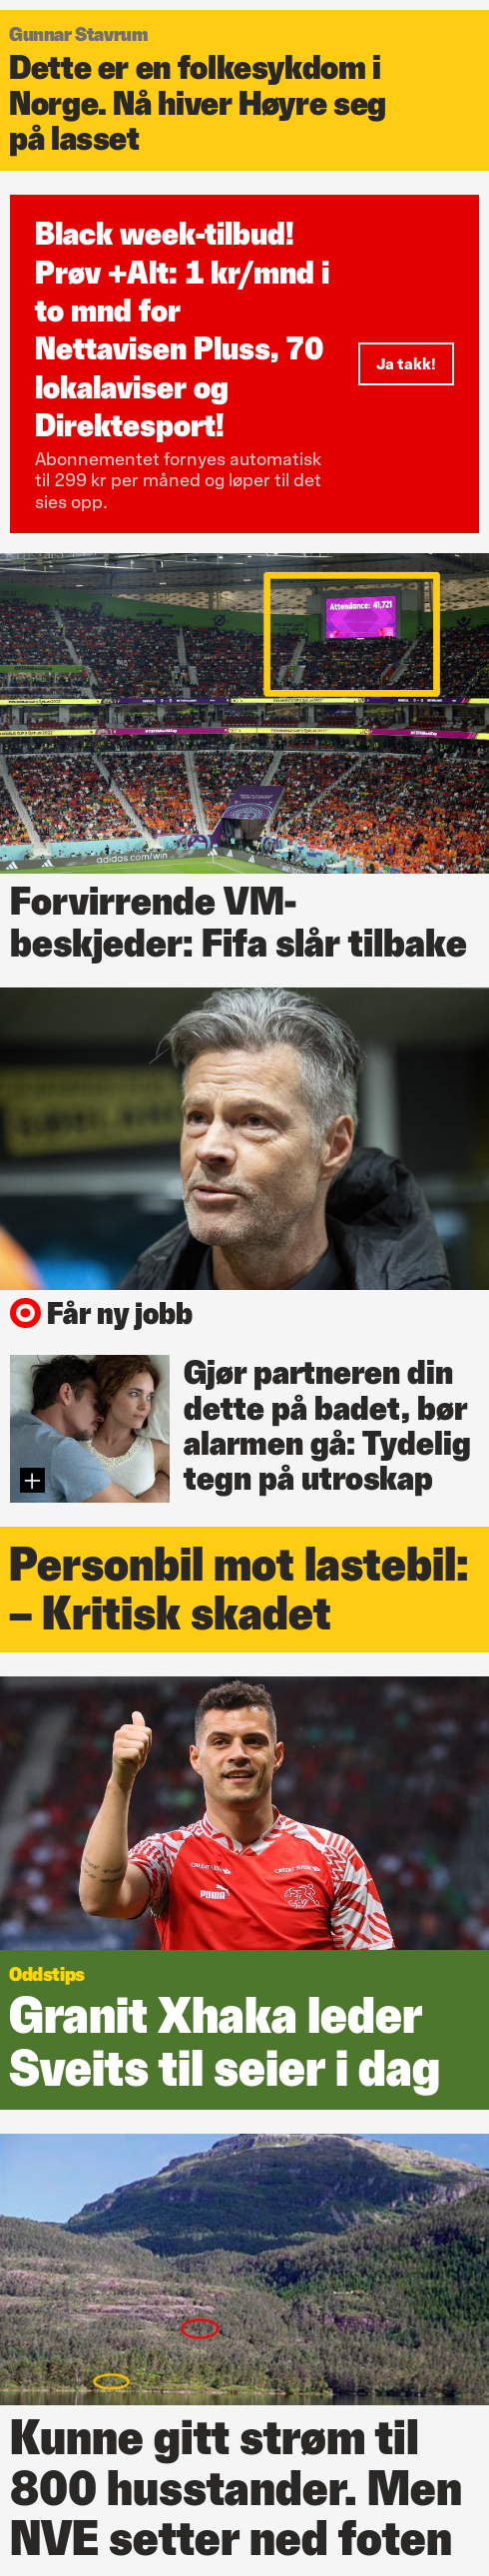 Gunnar Stavrum
Dette er en folkesykdom i
Norge. Nå hiver Høyre seg
på lasset
Black week-tilbud!
Prøv +Alt: 1 kr/mnd i
to mnd for
Nettavisen Pluss, 70
lokalaviser og
Direktesport!
Ja takk!
Abonnementet fornyes automatisk
til 299 kr per måned og løper til det
sies opp.
Attendance: 41,721
adidas.com/win
Forvirrende VM-
beskjeder: Fifa slår tilbake
Får ny jobb
Gjør partneren din
dette på badet, bør
alarmen gå: Tydelig
tegn på utroskap
Personbil mot lastebil:
– Kritisk skadet
CREDIT SUISSE
CREDIT SUISSE
PUMA
Oddstips
Granit Xhaka leder
Sveits til seier i dag
Kunne gitt strøm til
800 husstander. Men
NVE setter ned foten